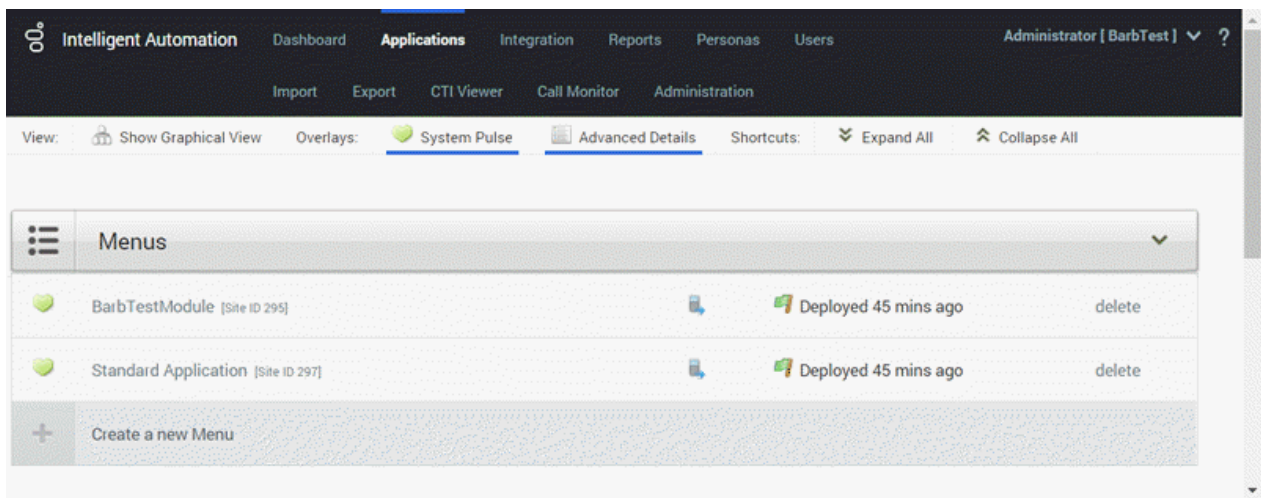 Intelligent Automation Dashboard Applications Integration Reports Personas Users Administrator [ BarbTest ] ?
Import Export CTI Viewer Call Monitor Administration
View: Show Graphical View Overlays: System Pulse Advanced Details Shortcuts: Expand All Collapse All
Menus
BarbTestModule [Site ID 295] Deployed 45 mins ago delete
Standard Application [Site ID 297] Deployed 45 mins ago delete
Create a new Menu